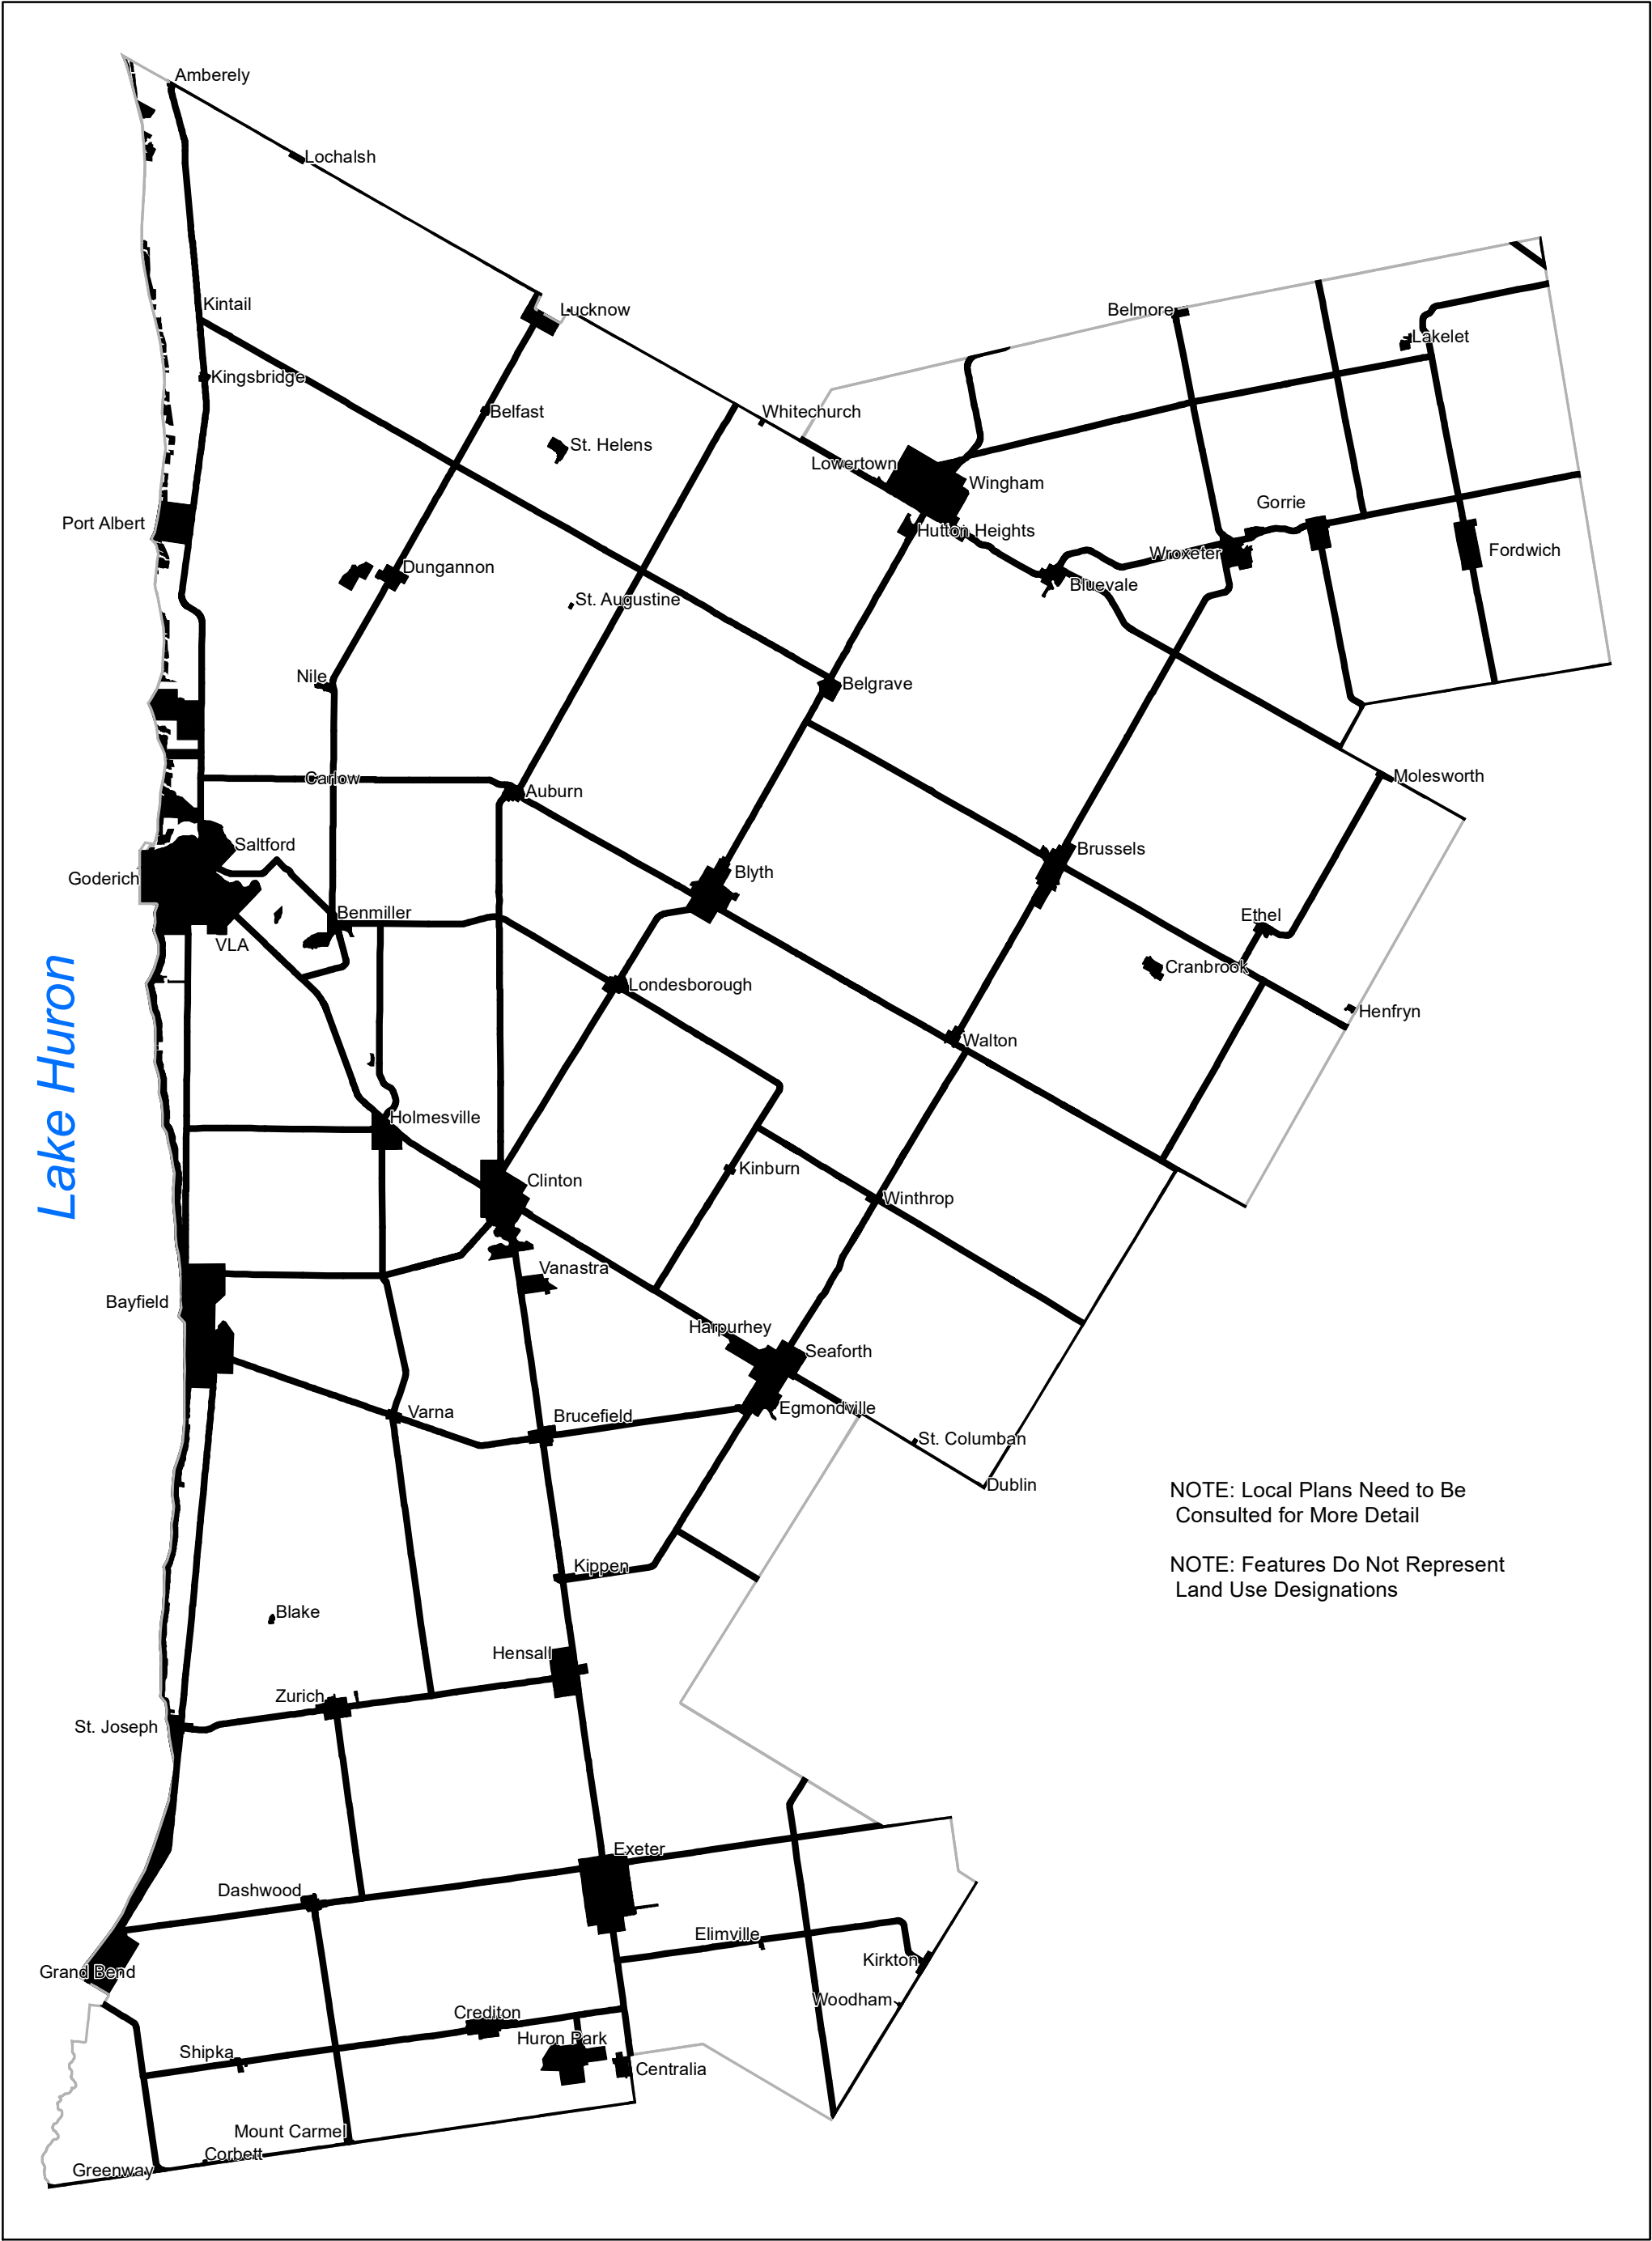 Amberely
Lochalsh
Kintail
Lucknow
Belmore
Lakelet
Kingsbridge
Belfast
Whitechurch
St. Helens
Lowertown
Wingham
Gorrie
Port Albert
Hutton Heights
Wroxeter
Fordwich
Dungannon
Bluevale
St. Augustine
Nile
Belgrave
Carlow
Molesworth
Auburn
Saltford
Brussels
Blyth
Goderich
Benmiller
Ethel
VLA
Cranbrook
Londesborough
Henfryn
Lake Huron
Walton
Holmesville
Kinburn
Clinton
Winthrop
Vanastra
Bayfield
Harpurhey
Seaforth
Egmondville
Varna
Brucefield
St. Columban
Dublin
NOTE: Local Plans Need to Be
Consulted for More Detail
NOTE: Features Do Not Represent
Land Use Designations
Kippen
Blake
Hensall
Zurich
St. Joseph
Exeter
Dashwood
Elimville
Kirkton
Grand Bend
Woodham
Crediton
Huron Park
Shipka
Centralia
Mount Carmel
Corbett
Greenway